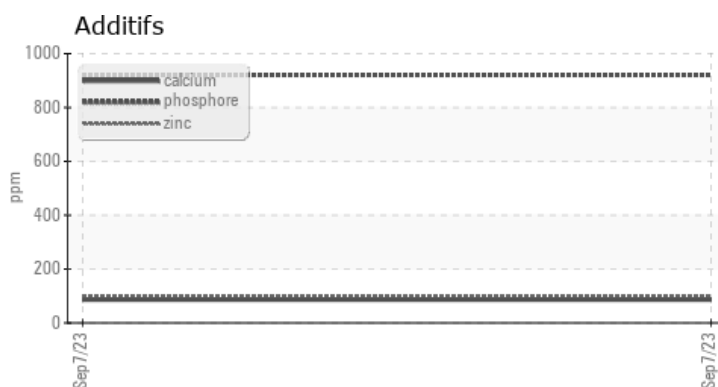 Additifs
1000
calcium
phosphore
zinc
800
600
400
200
0
ppm
Sep7/23
Sep7/23